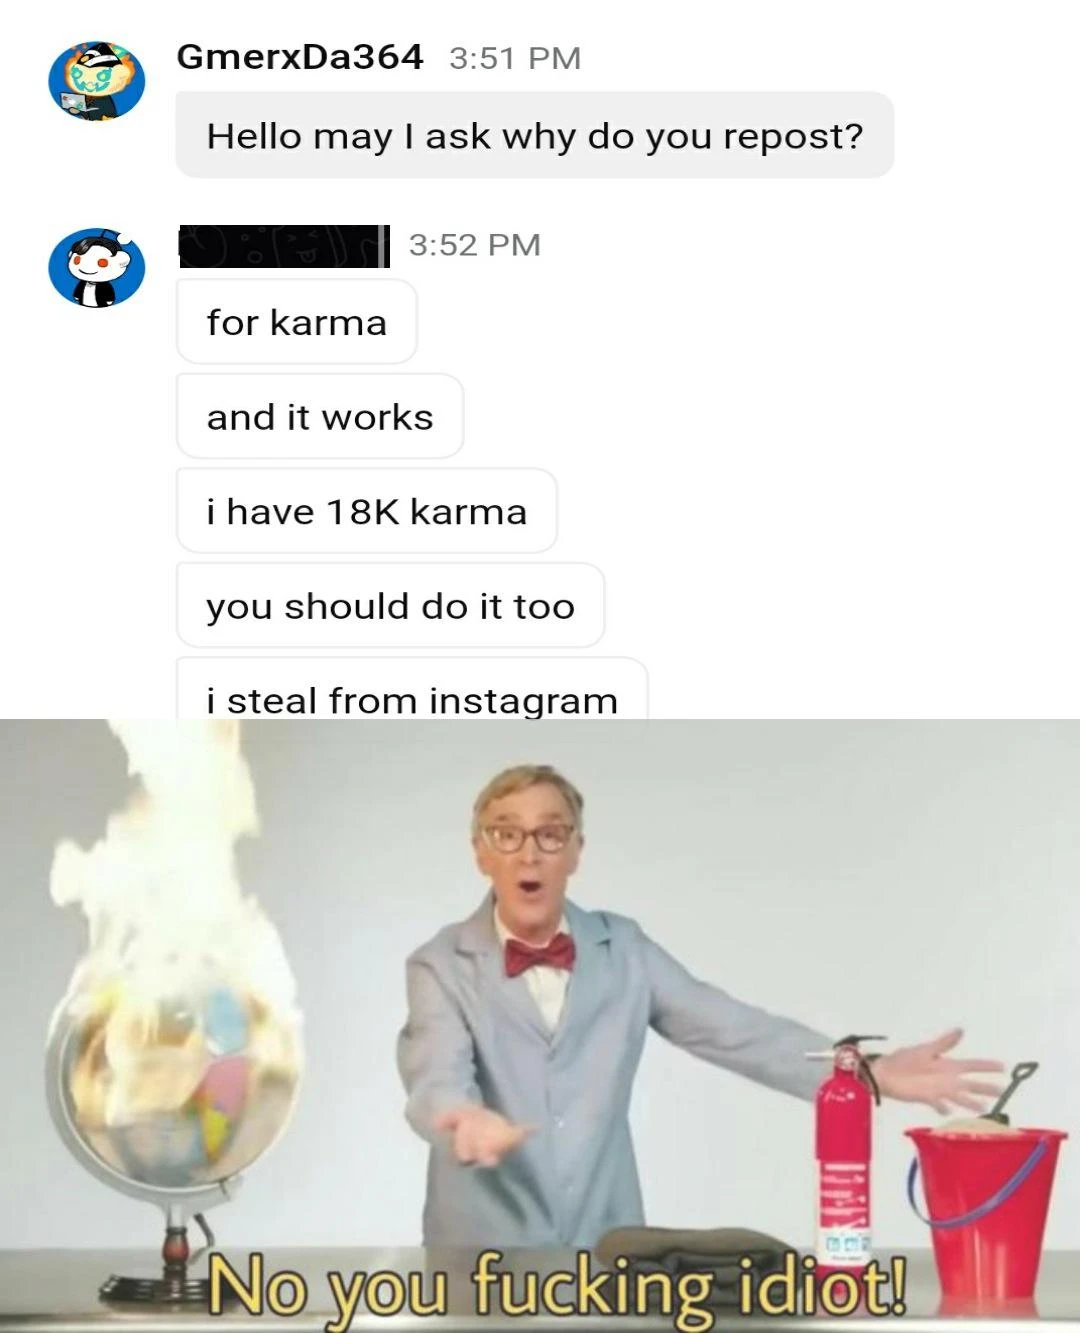 GmerxDa364 3:51 PM
Hello may I ask why do you repost?
3:52 PM
for karma
and it works
i have 18K karma
you should do it too
i steal from instagram
No you fucking idiot!